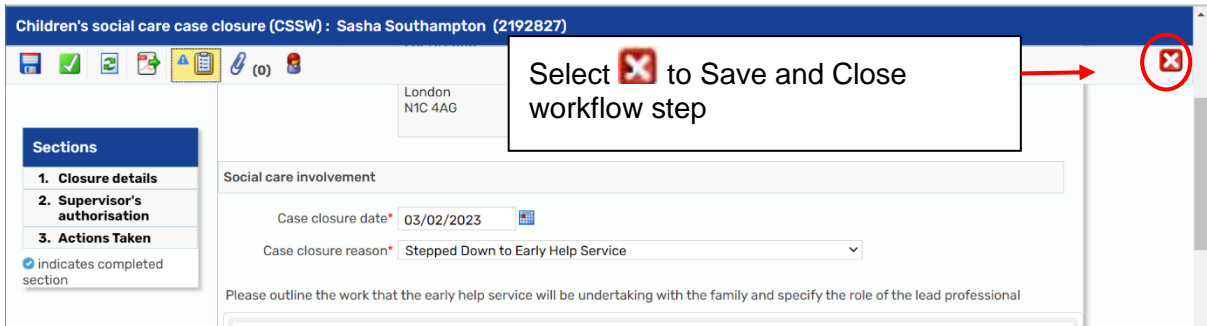 Children's social care case closure (CSSW) : Sasha Southampton (2192827)
(0)
Select to Save and Close
workflow step
London
N1C 4AG
Sections
1. Closure details
2. Supervisor's
authorisation
3. Actions Taken
indicates completed
section
Social care involvement
Case closure date* 03/02/2023
Case closure reason* Stepped Down to Early Help Service
Please outline the work that the early help service will be undertaking with the family and specify the role of the lead professional